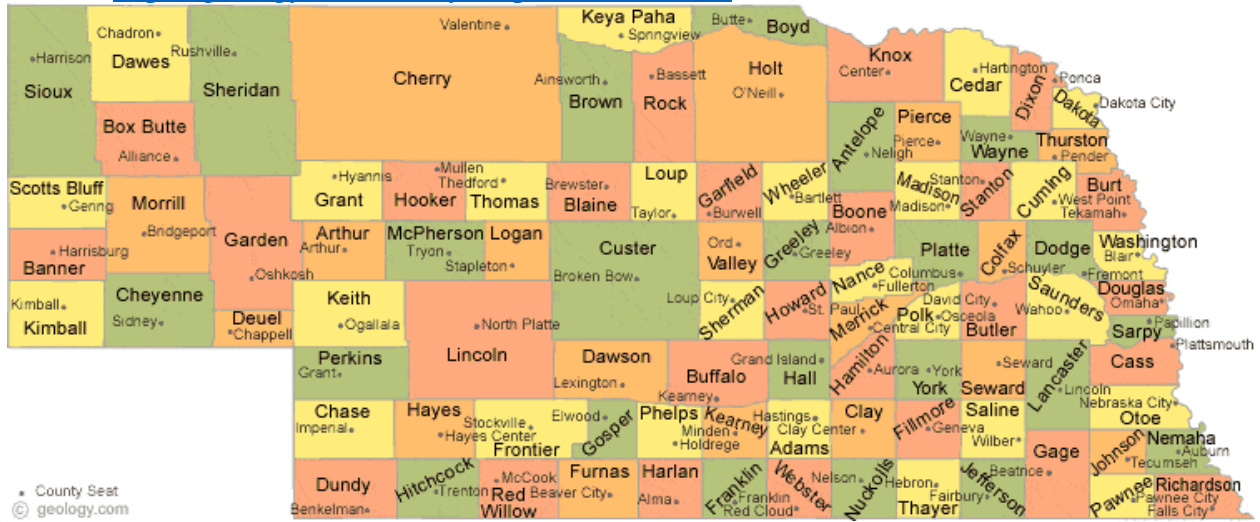 Keya Paha
Springview
Butte
Boyd
Valentine
Chadron
Dawes
Rushville
Harrison
Sioux
Sheridan
Cherry
Ainsworth
Brown
Bassett
Rock
Holt
O'Neill
Knox
Center
Hartington
Cedar
Dixon
Ponca
Dakota
Dakota City
Box Butte
Alliance
Antelope
Neligh
Pierce
Pierce
Wayne
Wayne
Thurston
Pender
Scotts Bluff
Gering
Morrill
Bridgeport
Garden
Oshkosh
Hyannis
Grant
Mullen
Hooker
Thedford
Thomas
Brewster
Blaine
Loup
Taylor
Garfield
Burwell
Wheeler
Bartlett
Boone
Albion
Madison
Madison
Stanton
Stanton
Cuming
West Point
Burt
Tekamah
Harrisburg
Banner
Arthur
Arthur
McPherson
Tryon
Logan
Stapleton
Custer
Broken Bow
Ord
Valley
Greeley
Greeley
Platte
Columbus
Nance
Fullerton
Colfax
Schuyler
Dodge
Fremont
Washington
Blair
Kimball
Kimball
Cheyenne
Sidney
Deuel
Chappell
Keith
Ogallala
North Platte
Lincoln
Loup City
Sherman
Howard
St. Paul
Merrick
Central City
Polk
Osceola
David City
Butler
Saunders
Wahoo
Douglas
Omaha
Papillion
Sarpy
Plattsmouth
Cass
Perkins
Grant
Dawson
Lexington
Buffalo
Kearney
Grand Island
Hall
Hamilton
Aurora
York
York
Seward
Seward
Lancaster
Lincoln
Nebraska City
Otoe
Chase
Imperial
Hayes
Hayes Center
Stockville
Frontier
Elwood
Gosper
Phelps
Holdrege
Kearney
Minden
Hastings
Adams
Clay
Clay Center
Fillmore
Geneva
Saline
Wilber
Gage
Beatrice
Johnson
Tecumseh
Nemaha
Auburn
Dundy
Benkelman
Hitchcock
Trenton
McCook
Red
Willow
Furnas
Beaver City
Harlan
Alma
Franklin
Franklin
Webster
Red Cloud
Nelson
Nuckolls
Hebron
Thayer
Fairbury
Jefferson
Pawnee
Pawnee City
Richardson
Falls City
County Seat
© geology.com